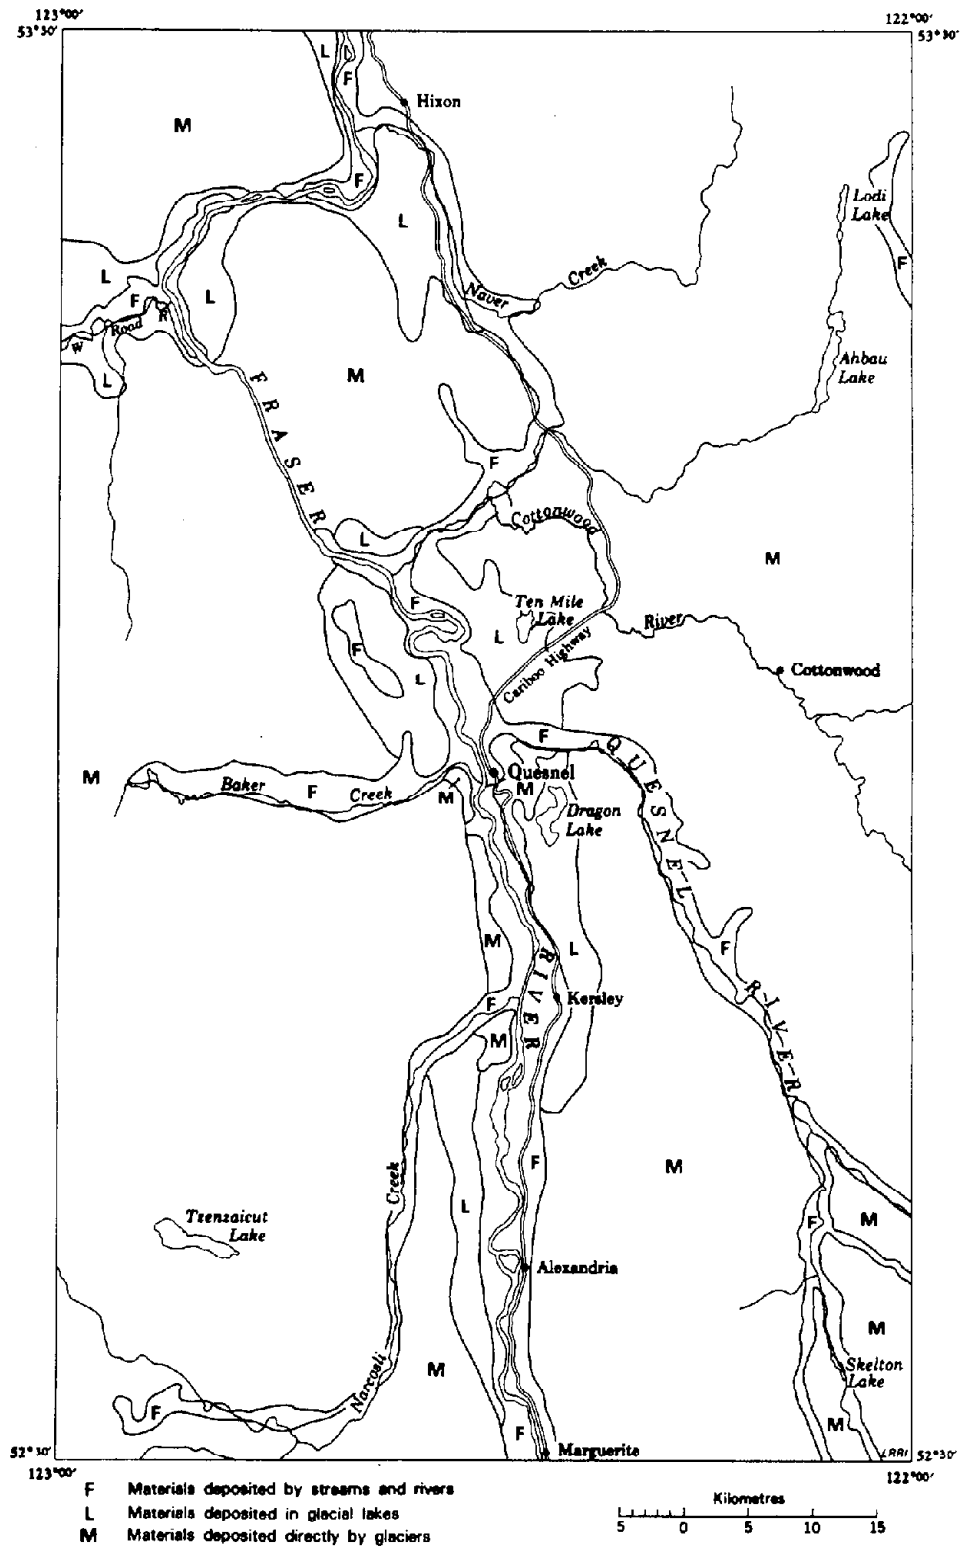 123°00' 122°00'
53°30' 53°30'
L
F
Hixon
M
F
Lodi
Lake
L
F
L
L
F
Naver Creek
W Road R
Ahbau
Lake
L
M
FRASER
F
Cottonwood
L
M
F
Ten Mile
Lake
L
River
F
L
Cariboo Highway
Cottonwood
F
QUESNEL
M
Baker
F
Creek
M
Quesnel
M
Dragon
Lake
M
L
F
RIVER
F
Kersley
RIVER
M
Creek
F
M
L
F
M
Tzenzaicut
Lake
Alexandria
M
M
Skelton
Lake
Narcosli
F
M
F
Marguerite
52°30' 52°30'
123°00' 122°00'
F Materials deposited by streams and rivers
L Materials deposited in glacial lakes
M Materials deposited directly by glaciers
Kilometres
5 0 5 10 15